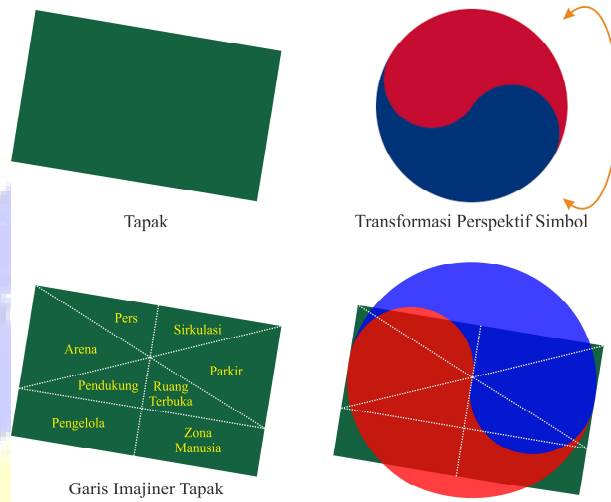 Tapak
Transformasi Perspektif Simbol
Pers
Sirkulasi
Arena
Parkir
Pendukung
Ruang
Terbuka
Pengelola
Zona
Manusia
Garis Imajiner Tapak